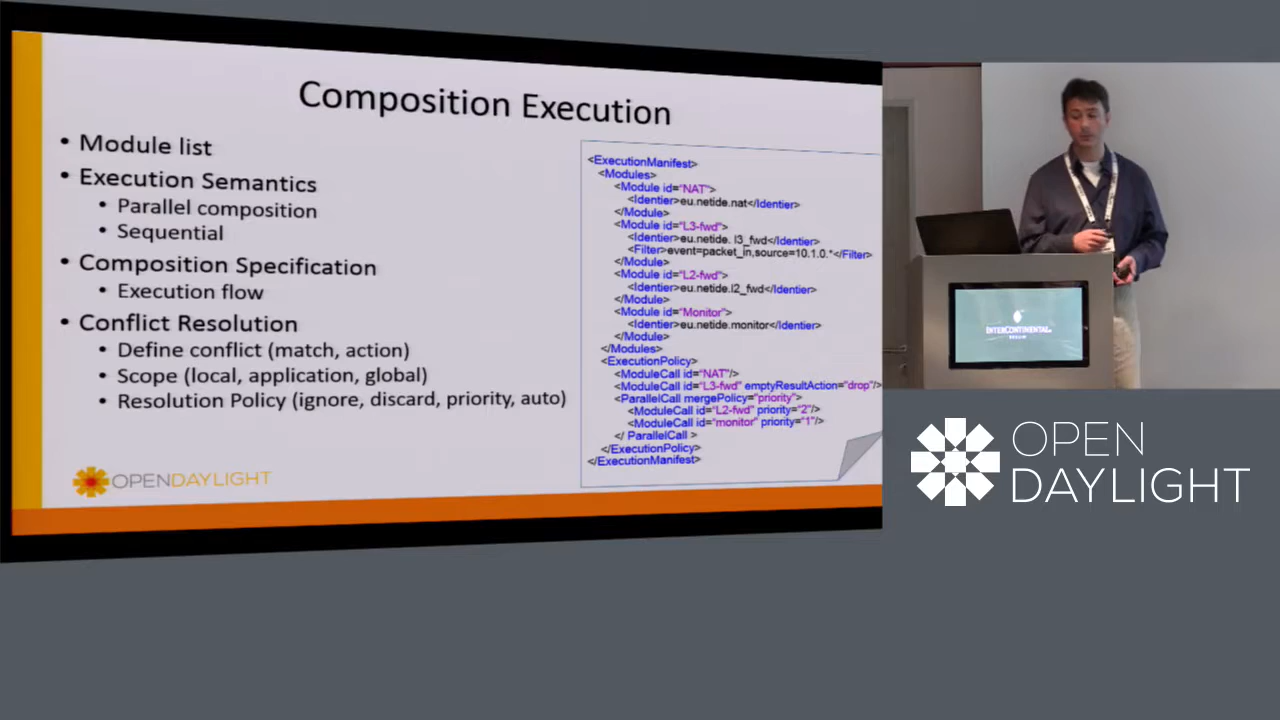 Composition Execution
• Module list
• Execution Semantics
• Parallel composition
• Sequential
• Composition Specification
• Execution flow
• Conflict Resolution
• Define conflict (match, action)
• Scope (local, application, global)
• Resolution Policy (ignore, discard, priority, auto)
OPENDAYLIGHT
<ExecutionManifest>
<Modules>
<Module id="NAT">
<Identier>eu.netide.nat</Identier>
</Module>
<Module id="L3-fwd">
<Identier>eu.netide. l3_fwd</Identier>
<Filter>event=packet_in,source=10.1.0.*</Filter>
</Module>
<Module id="L2-fwd">
<Identier>eu.netide.l2_fwd</Identier>
</Module>
<Module id="Monitor">
<Identier>eu.netide.monitor</Identier>
</Module>
</Modules>
<ExecutionPolicy>
<ModuleCall id="NAT"/>
<ModuleCall id="L3-fwd" emptyResultAction="drop"/>
<ParallelCall mergePolicy="priority">
<ModuleCall id="L2-fwd" priority="2"/>
<ModuleCall id="monitor" priority="1"/>
</ ParallelCall >
</ExecutionPolicy>
</ExecutionManifest>
INTERCONTINENTAL
OPEN
DAYLIGHT